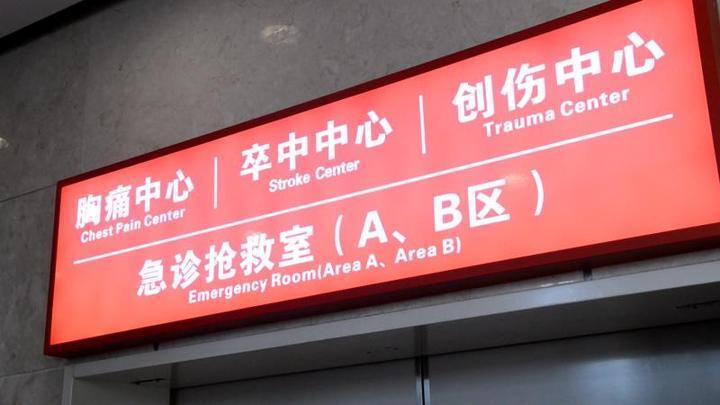 胸痛中心 | 卒中中心 | 创伤中心
Chest Pain Center Stroke Center Trauma Center
急诊抢救室(A、B区)
Emergency Room(Area A、Area B)